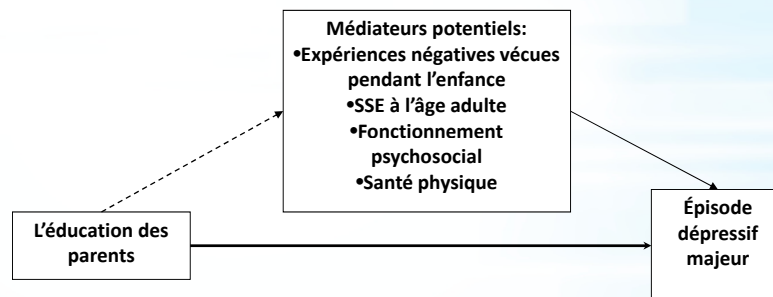 Médiateurs potentiels:
•Expériences négatives vécues
pendant l’enfance
•SSE à l’âge adulte
•Fonctionnement
psychosocial
•Santé physique
L’éducation des
parents
Épisode
dépressif
majeur